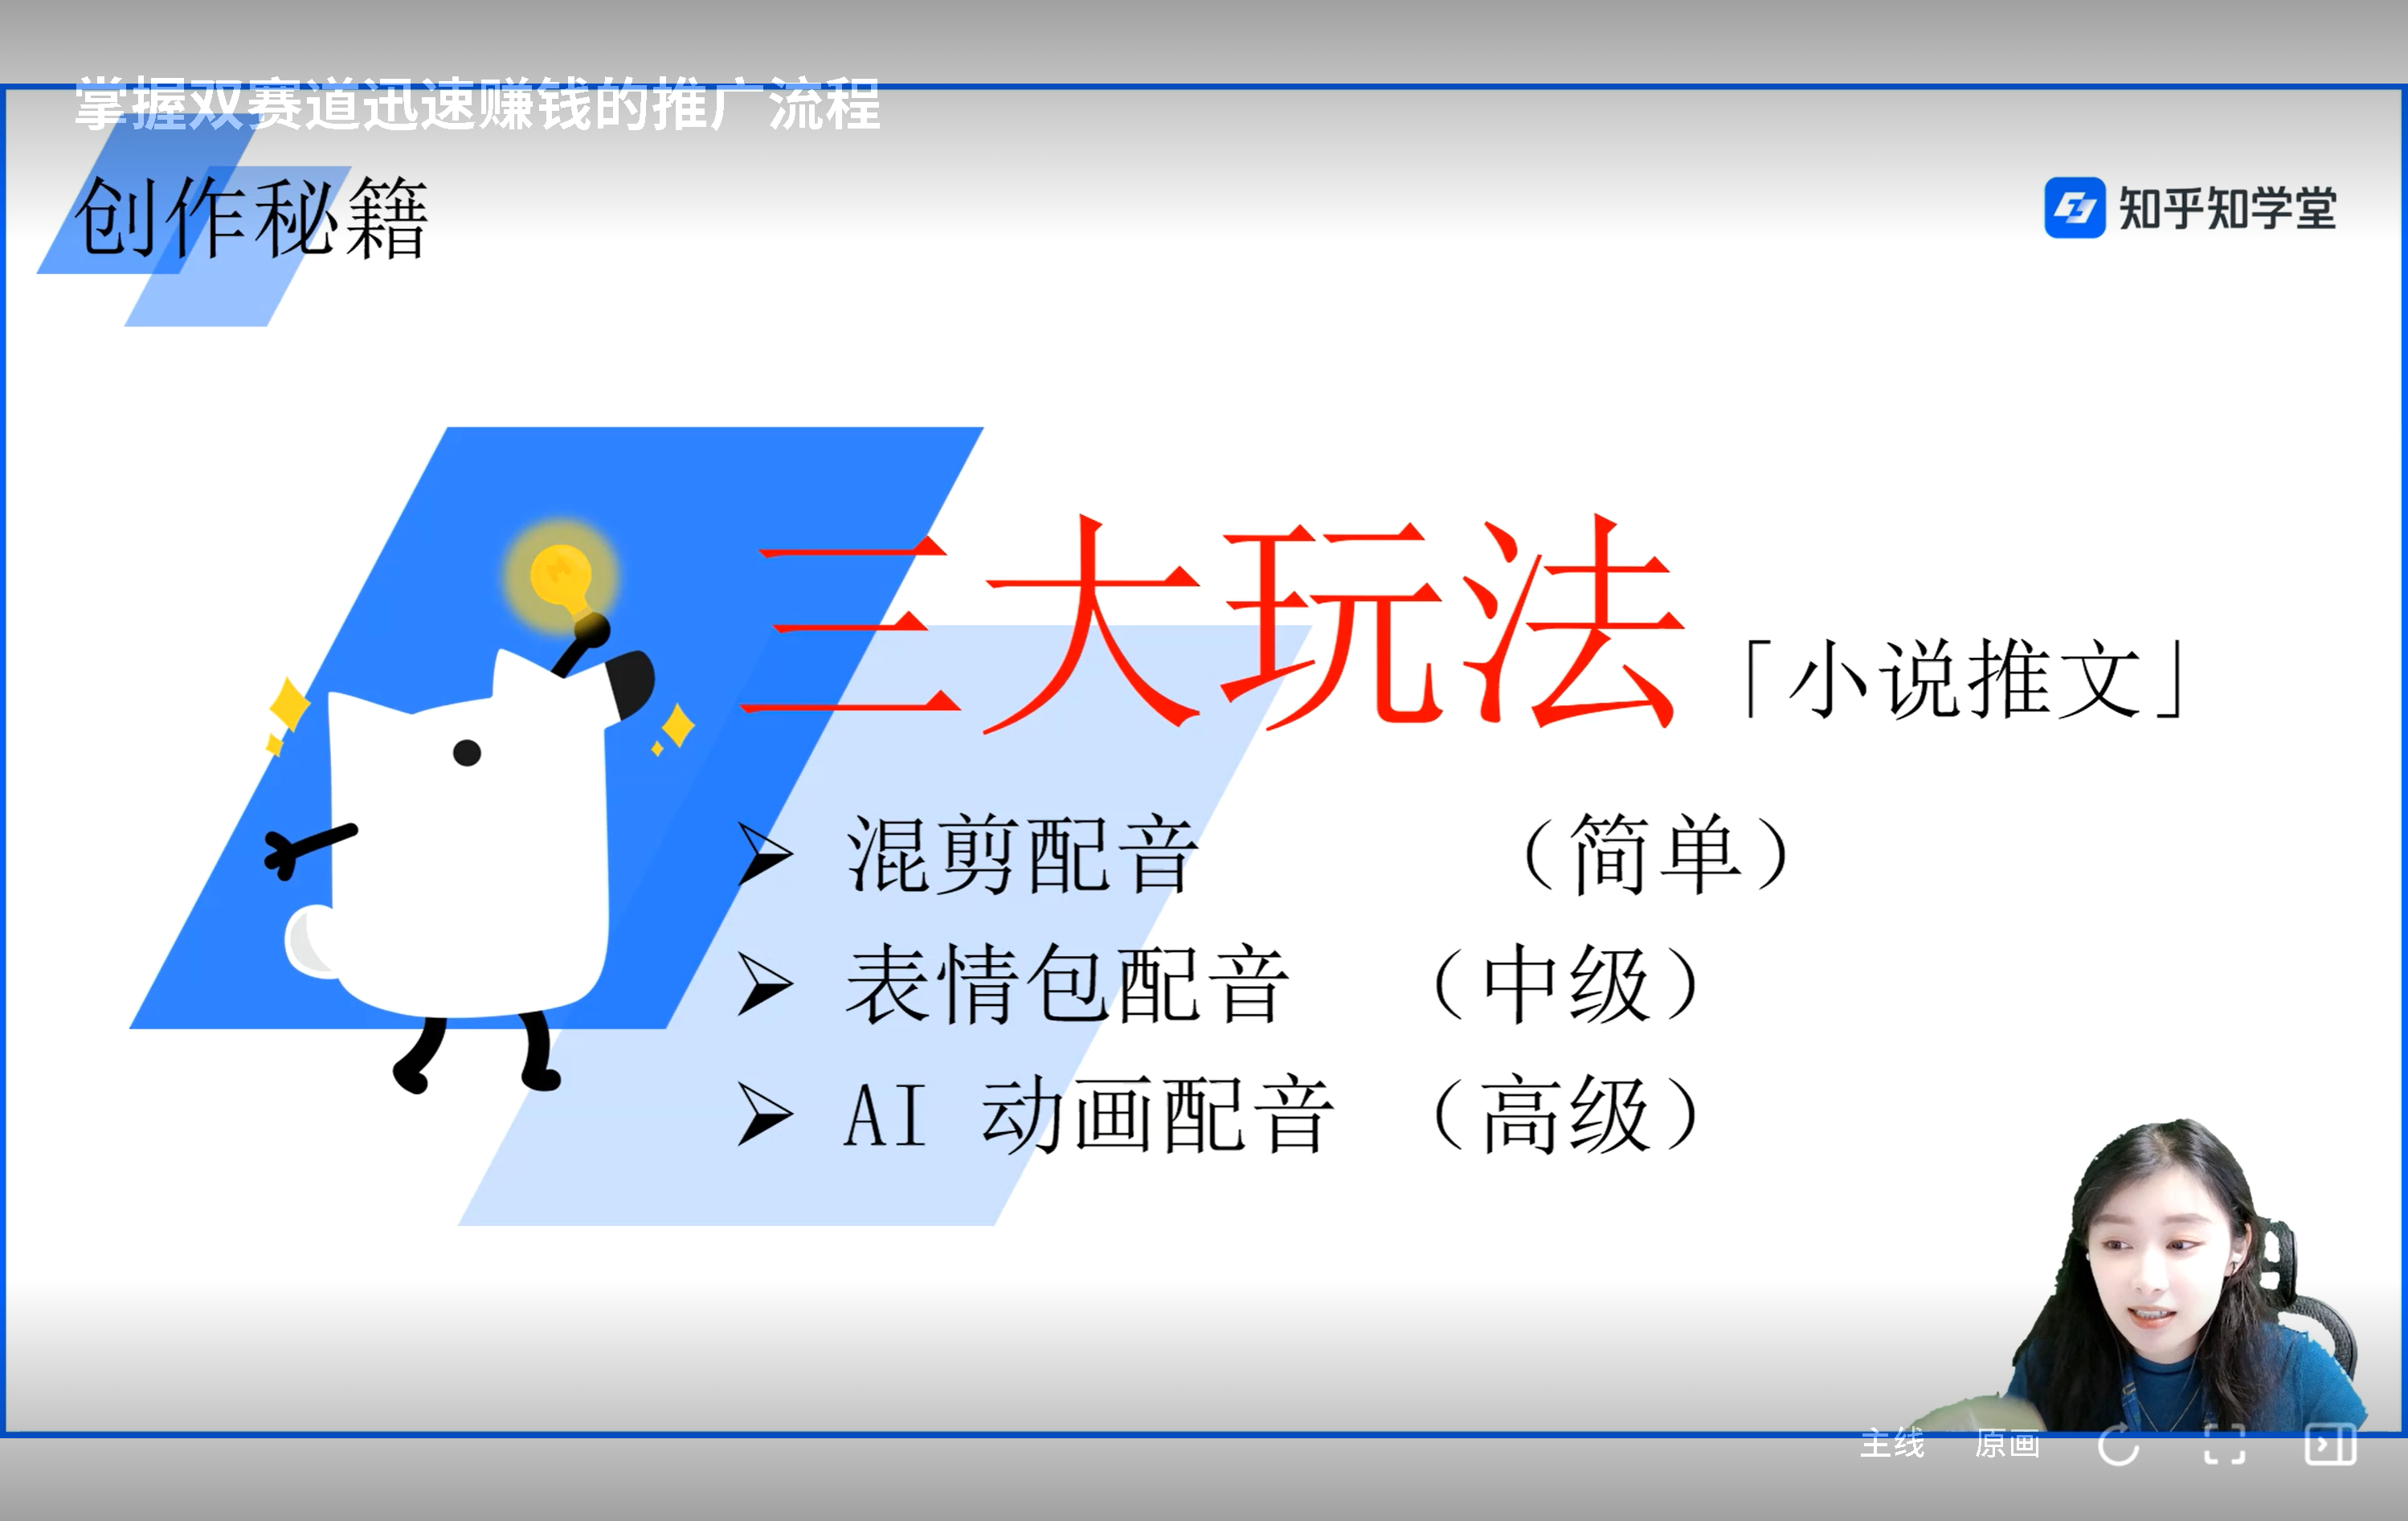 掌握双赛道迅速赚钱的推广流程
创作秘籍
知乎知学堂
三大玩法「小说推文」
➢ 混剪配音 （简单）
➢ 表情包配音 （中级）
➢ AI 动画配音 （高级）
主线 原画